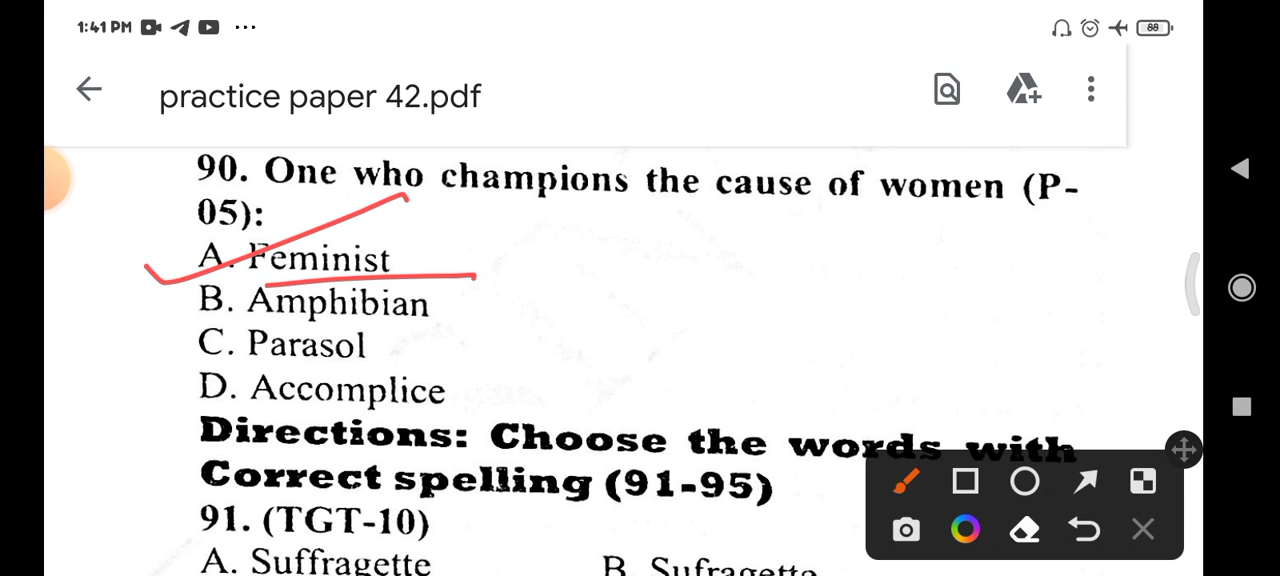 1:41 PM ... 88
practice paper 42.pdf
90. One who champions the cause of women (P-
05):
A. Feminist
B. Amphibian
C. Parasol
D. Accomplice
Directions: Choose the words with
Correct spelling (91-95)
91. (TGT-10)
A. Suffragette B. Sufragette